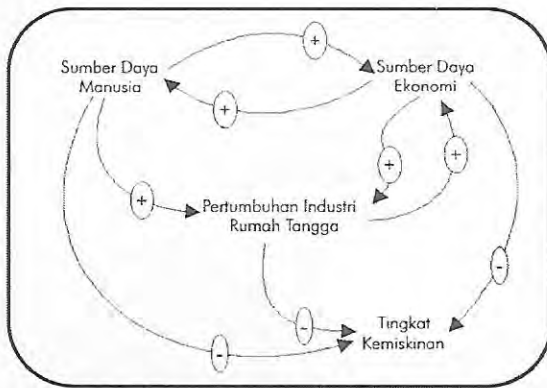 +
Sumber Daya
Manusia
Sumber Daya
Ekonomi
+
+
+
+
Pertumbuhan Industri
Rumah Tangga
-
-
Tingkat
Kemiskinan
-